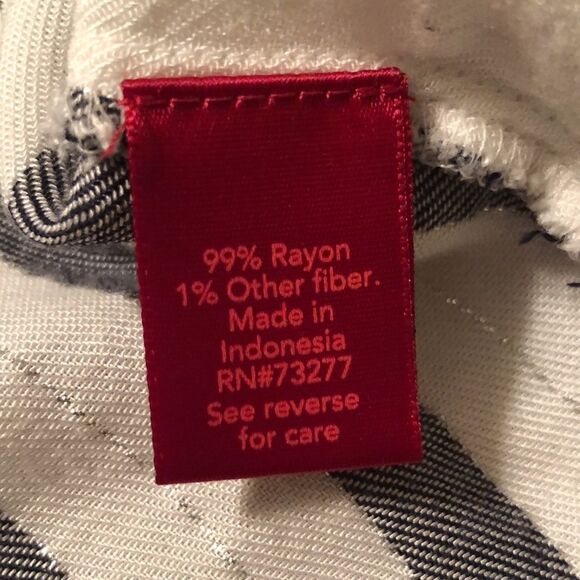 99% Rayon
1% Other fiber.
Made in
Indonesia
RN#73277
See reverse
for care